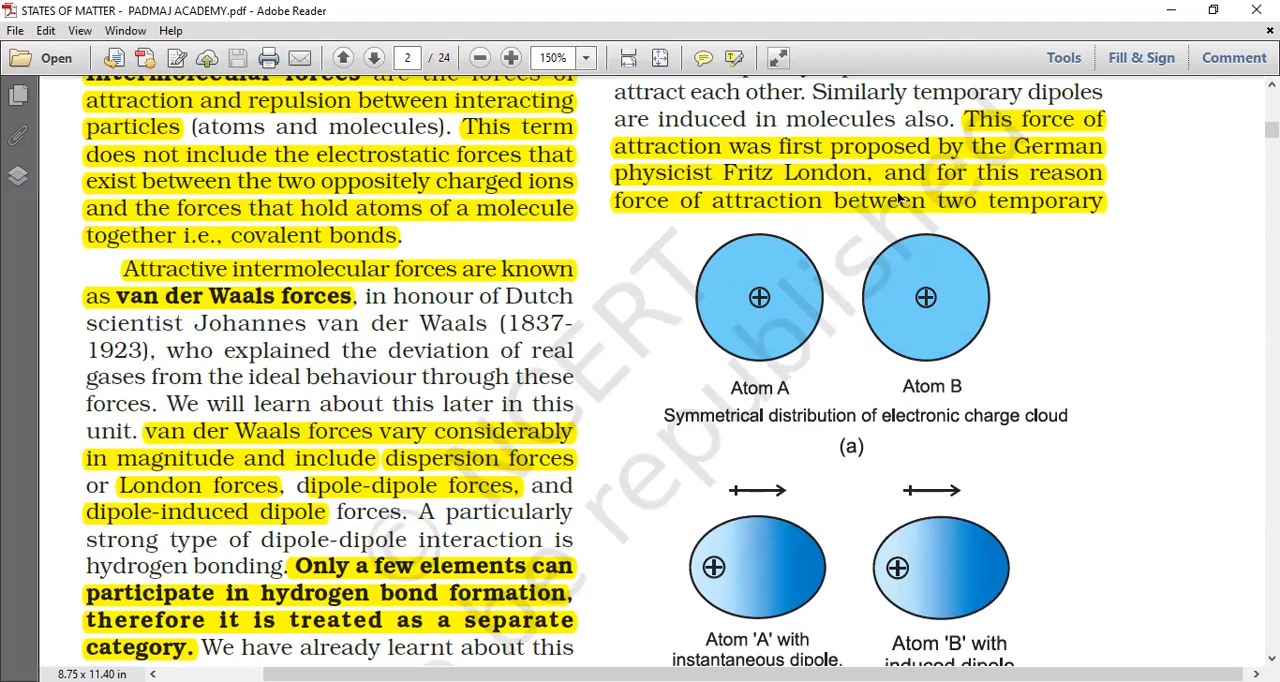 STATES OF MATTER - PADMAJ ACADEMY.pdf - Adobe Reader
File Edit View Window Help
Open 2 / 24 150% Tools Fill & Sign Comment
intermolecular forces are the forces of
attraction and repulsion between interacting
particles (atoms and molecules). This term
does not include the electrostatic forces that
exist between the two oppositely charged ions
and the forces that hold atoms of a molecule
together i.e., covalent bonds.
Attractive intermolecular forces are known
as van der Waals forces, in honour of Dutch
scientist Johannes van der Waals (1837-
1923), who explained the deviation of real
gases from the ideal behaviour through these
forces. We will learn about this later in this
unit. van der Waals forces vary considerably
in magnitude and include dispersion forces
or London forces, dipole-dipole forces, and
dipole-induced dipole forces. A particularly
strong type of dipole-dipole interaction is
hydrogen bonding. Only a few elements can
participate in hydrogen bond formation,
therefore it is treated as a separate
category. We have already learnt about this
attract each other. Similarly temporary dipoles
are induced in molecules also. This force of
attraction was first proposed by the German
physicist Fritz London, and for this reason
force of attraction between two temporary
Atom A Atom B
Symmetrical distribution of electronic charge cloud
(a)
Atom 'A' with
instantaneous dipole.
Atom 'B' with
induced dipole
© NCERT
be republished
8.75 x 11.40 in